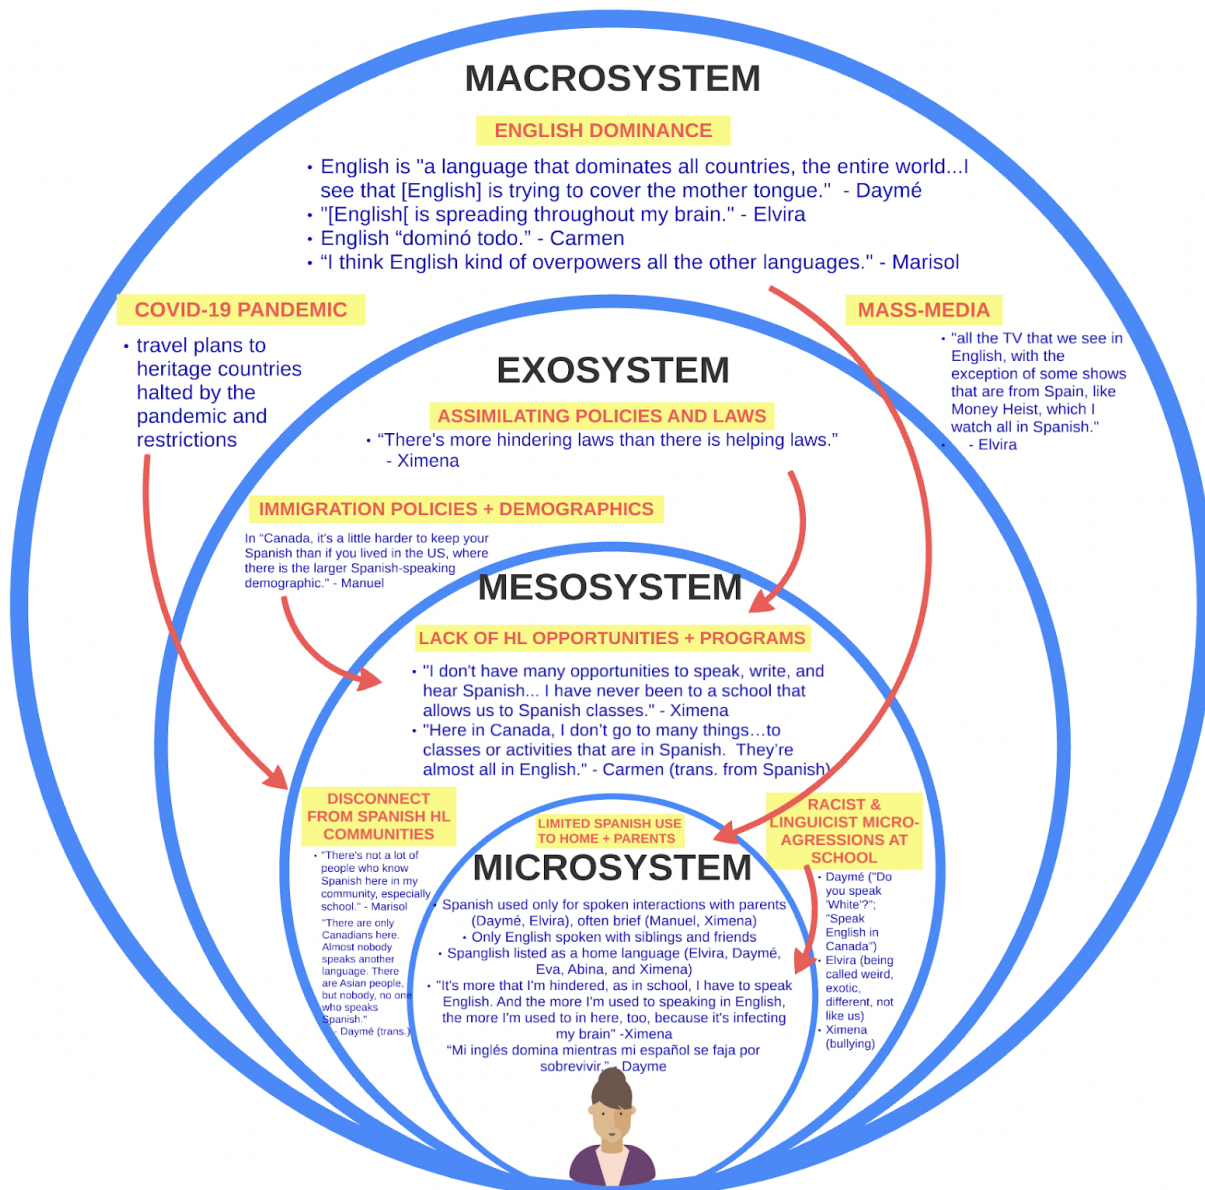 MACROSYSTEM
ENGLISH DOMINANCE
• English is "a language that dominates all countries, the entire world...I
see that [English] is trying to cover the mother tongue."  - Daymé
• "[English[ is spreading throughout my brain." - Elvira
• English “dominó todo.” - Carmen
• “I think English kind of overpowers all the other languages." - Marisol
COVID-19 PANDEMIC
• travel plans to
heritage countries
halted by the
pandemic and
restrictions
MASS-MEDIA
• "all the TV that we see in
English, with the
exception of some shows
that are from Spain, like
Money Heist, which I
watch all in Spanish."
• - Elvira
EXOSYSTEM
ASSIMILATING POLICIES AND LAWS
• “There's more hindering laws than there is helping laws.”
- Ximena
IMMIGRATION POLICIES + DEMOGRAPHICS
In “Canada, it's a little harder to keep your
Spanish than if you lived in the US, where
there is the larger Spanish-speaking
demographic.” - Manuel
MESOSYSTEM
LACK OF HL OPPORTUNITIES + PROGRAMS
• "I don't have many opportunities to speak, write, and
hear Spanish... I have never been to a school that
allows us to Spanish classes." - Ximena
• "Here in Canada, I don’t go to many things…to
classes or activities that are in Spanish.  They’re
almost all in English." - Carmen (trans. from Spanish)
DISCONNECT
FROM SPANISH HL
COMMUNITIES
• "There's not a lot of
people who know
Spanish here in my
community, especially
school." - Marisol
"There are only
Canadians here.
Almost nobody
speaks another
language. There
are Asian people,
but nobody, no one
who speaks
Spanish."
- Daymé (trans.)
RACIST &
LINGUICIST MICRO-
AGRESSIONS AT
SCHOOL
• Daymé ("Do
you speak
'White'?";
"Speak
English in
Canada")
• Elvira (being
called weird,
exotic,
different, not
like us)
• Ximena
(bullying)
LIMITED SPANISH USE
TO HOME + PARENTS
MICROSYSTEM
• Spanish used only for spoken interactions with parents
(Daymé, Elvira), often brief (Manuel, Ximena)
• Only English spoken with siblings and friends
• Spanglish listed as a home language (Elvira, Daymé,
Eva, Abina, and Ximena)
• "It's more that I'm hindered, as in school, I have to speak
English. And the more I'm used to speaking in English,
the more I'm used to in here, too, because it's infecting
my brain" -Ximena
“Mi inglés domina mientras mi español se faja por
sobrevivir.” - Dayme